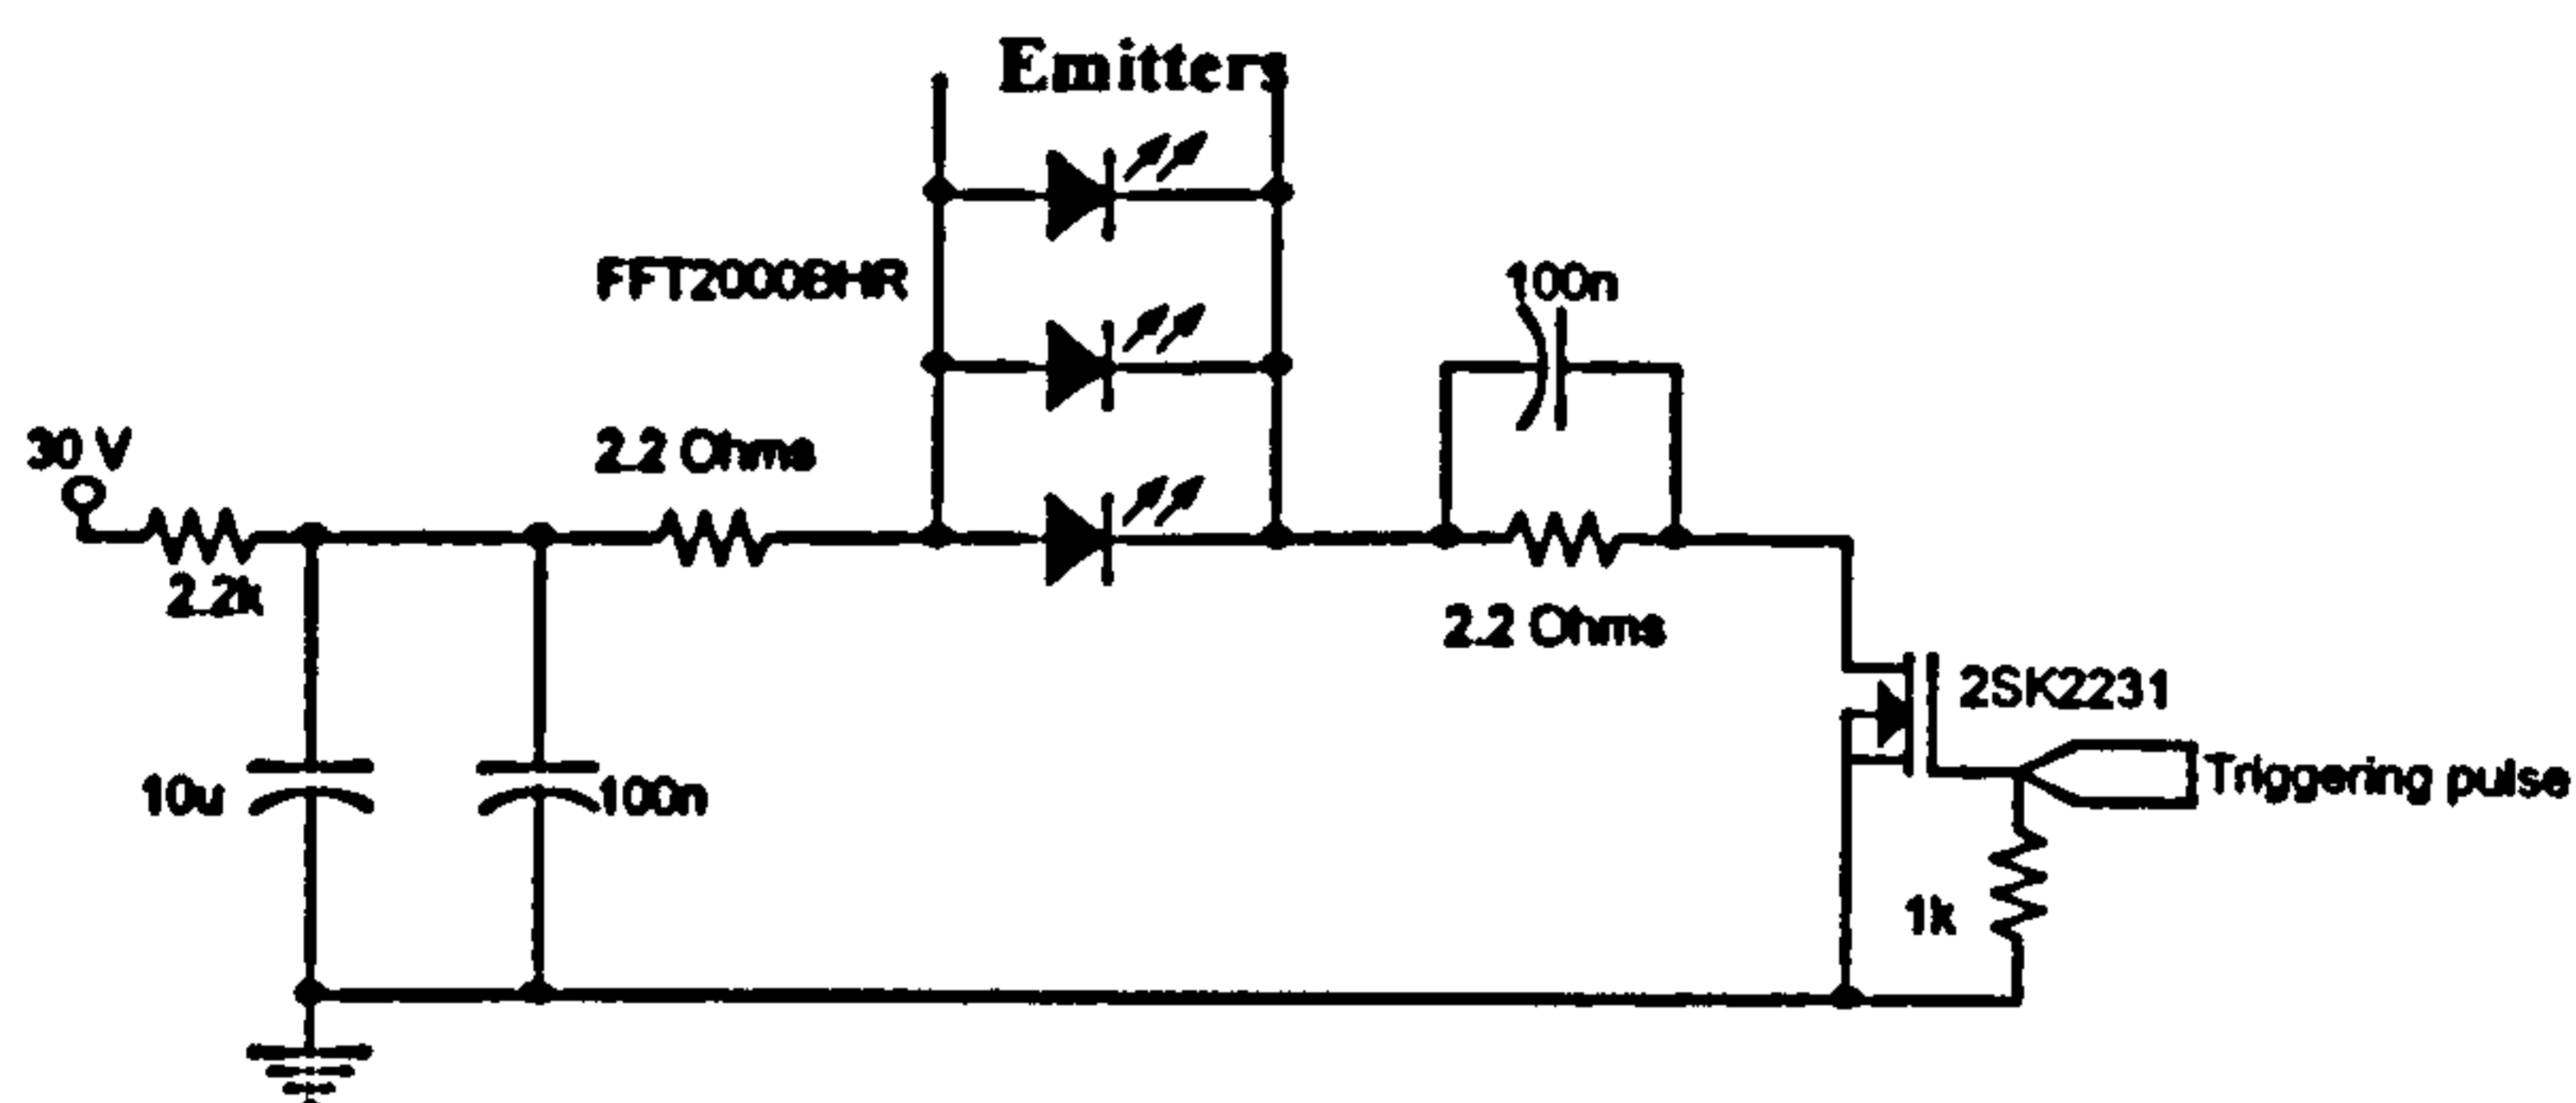 Emitters
FFT2000BHR
100n
30 V
2.2 Ohms
2.2k
2.2 Ohms
2SK2231
10u
100n
Triggering pulse
1k